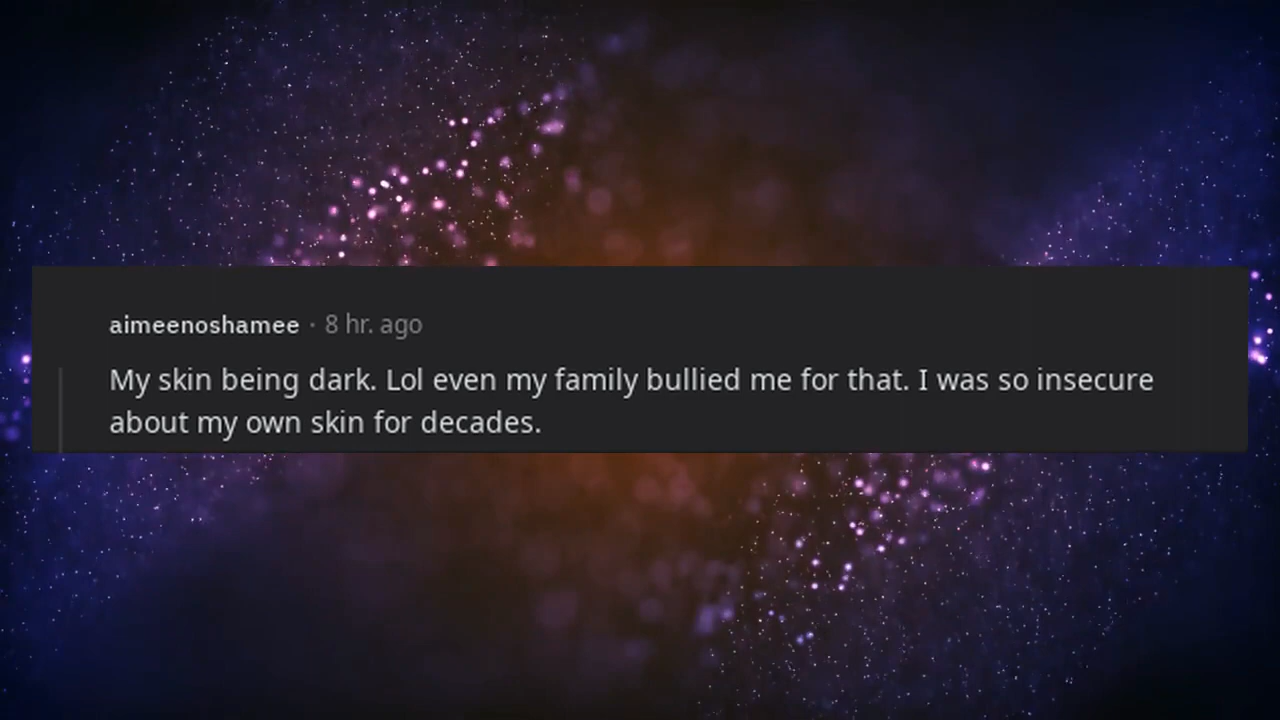 aimeenoshamee · 8 hr. ago
My skin being dark. Lol even my family bullied me for that. I was so insecure
about my own skin for decades.